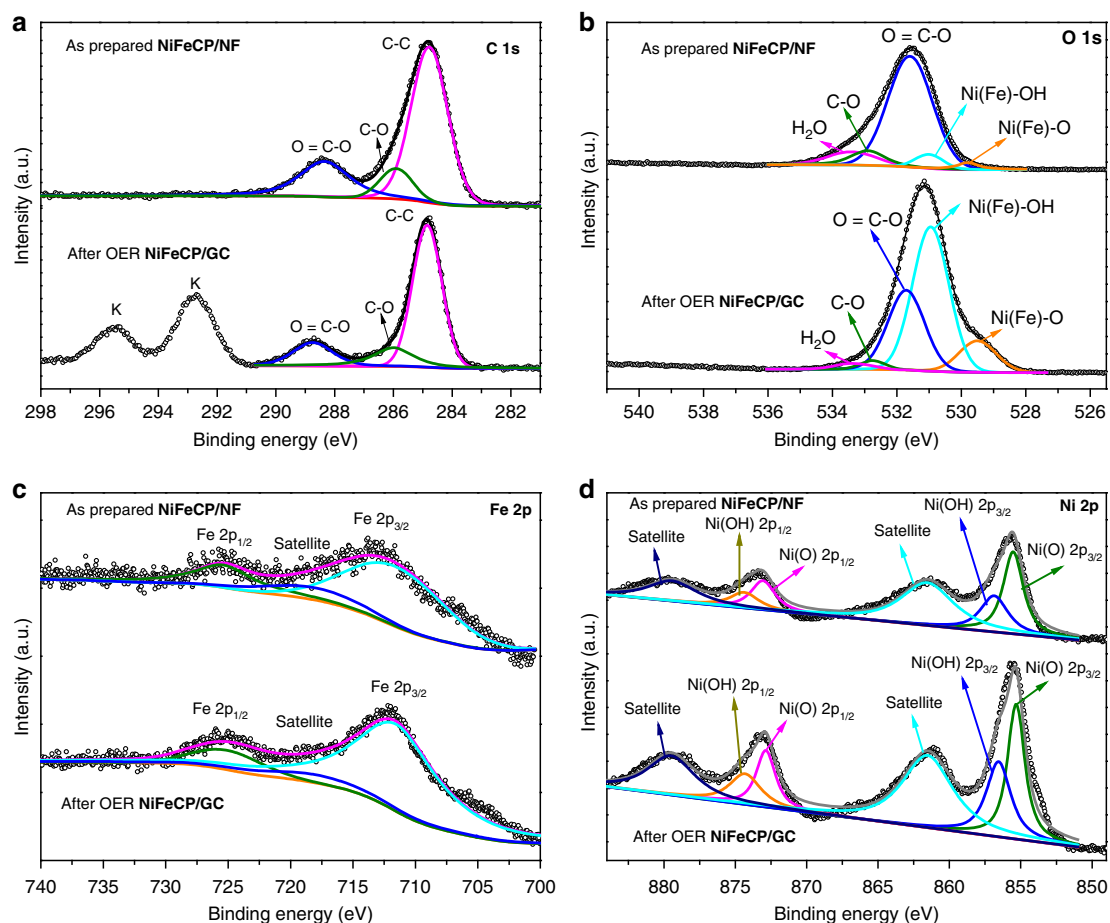 a
As prepared NiFeCP/NF
C 1s
C-C
C-O
O = C-O
C-C
After OER NiFeCP/GC
K
K
C-O
O = C-O
Intensity (a.u.)
298 296 294 292 290 288 286 284 282
Binding energy (eV)
b
As prepared NiFeCP/NF
O 1s
O = C-O
Ni(Fe)-OH
C-O
H2O
Ni(Fe)-O
Ni(Fe)-OH
O = C-O
After OER NiFeCP/GC
C-O
Ni(Fe)-O
H2O
Intensity (a.u.)
540 538 536 534 532 530 528 526
Binding energy (eV)
c
As prepared NiFeCP/NF
Fe 2p
Fe 2p3/2
Fe 2p1/2
Satellite
Fe 2p3/2
Fe 2p1/2
Satellite
After OER NiFeCP/GC
Intensity (a.u.)
740 735 730 725 720 715 710 705 700
Binding energy (eV)
d
As prepared NiFeCP/NF
Ni 2p
Ni(OH) 2p3/2
Ni(OH) 2p1/2
Satellite
Satellite
Ni(O) 2p1/2
Ni(O) 2p3/2
Ni(OH) 2p3/2
Ni(O) 2p3/2
Ni(OH) 2p1/2
Satellite
Satellite
Ni(O) 2p1/2
After OER NiFeCP/GC
Intensity (a.u.)
880 875 870 865 860 855 850
Binding energy (eV)